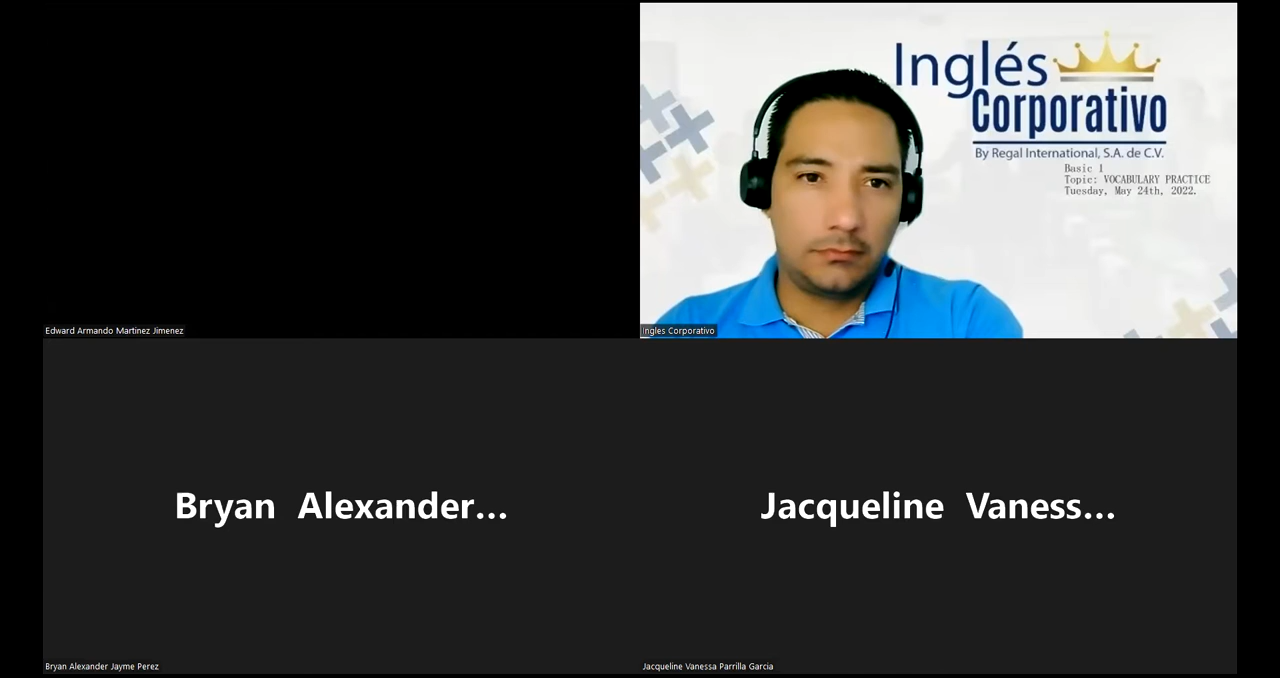 Inglés
Corporativo
By Regal International, S.A. de C.V.
Basic 1
Topic: VOCABULARY PRACTICE
Tuesday, May 24th, 2022.
Edward Armando Martinez Jimenez
Ingles Corporativo
Bryan Alexander...
Jacqueline Vaness...
Bryan Alexander Jayme Perez
Jacqueline Vanessa Parrilla Garcia